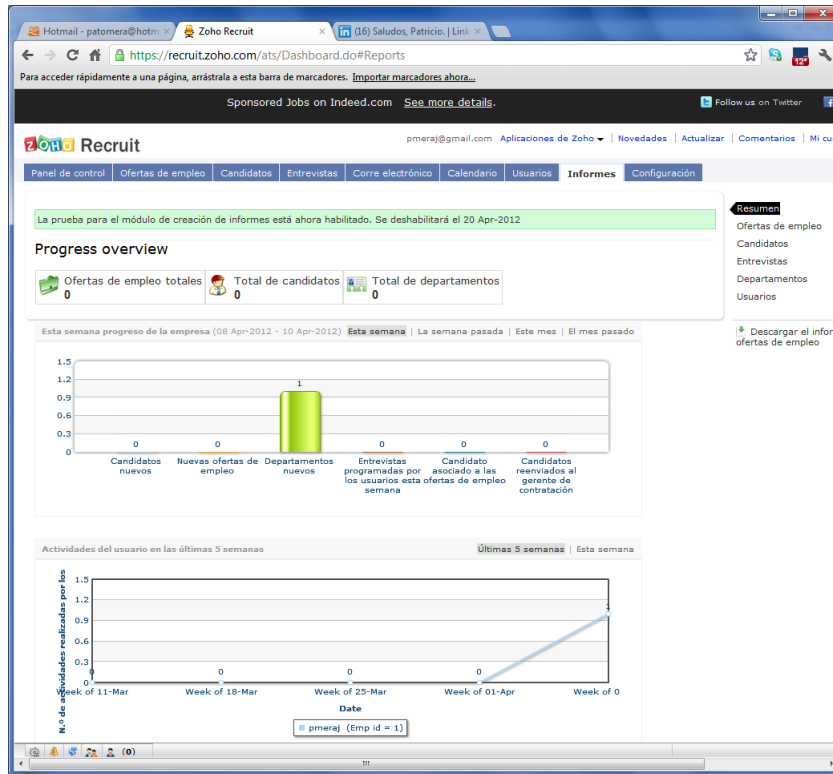 Hotmail - patomera@hotm
Zoho Recruit
(16) Saludos, Patricio. | Link
https://recruit.zoho.com/ats/Dashboard.do#Reports
12°
Para acceder rápidamente a una página, arrástrala a esta barra de marcadores. Importar marcadores ahora...
Sponsored Jobs on Indeed.com See more details.
Follow us on Twitter
ZOHO Recruit
pmeraj@gmail.com Aplicaciones de Zoho | Novedades | Actualizar | Comentarios | Mi cu
Panel de control Ofertas de empleo Candidatos Entrevistas Corre electrónico Calendario Usuarios Informes Configuración
La prueba para el módulo de creación de informes está ahora habilitado. Se deshabilitará el 20 Apr-2012
Progress overview
Ofertas de empleo totales
0
Total de candidatos
0
Total de departamentos
0
Resumen
Ofertas de empleo
Candidatos
Entrevistas
Departamentos
Usuarios
Descargar el infor
ofertas de empleo
Esta semana progreso de la empresa (08 Apr-2012 - 10 Apr-2012) Esta semana | La semana pasada | Este mes | El mes pasado
1.5
1.2
0.9
0.6
0.3
0
0 0 1 0 0 0
Candidatos
nuevos
Nuevas ofertas de
empleo
Departamentos
nuevos
Entrevistas
programadas por
los usuarios esta
semana
Candidato
asociado a las
ofertas de empleo
Candidatos
reenviados al
gerente de
contratación
Actividades del usuario en las últimas 5 semanas
Últimas 5 semanas | Esta semana
N.º de actividades realizadas por los
1.5
1.2
0.9
0.6
0.3
0
0 0 0 0 1
Week of 11-Mar Week of 18-Mar Week of 25-Mar Week of 01-Apr Week of 0
Date
pmeraj (Emp id = 1)
(0)